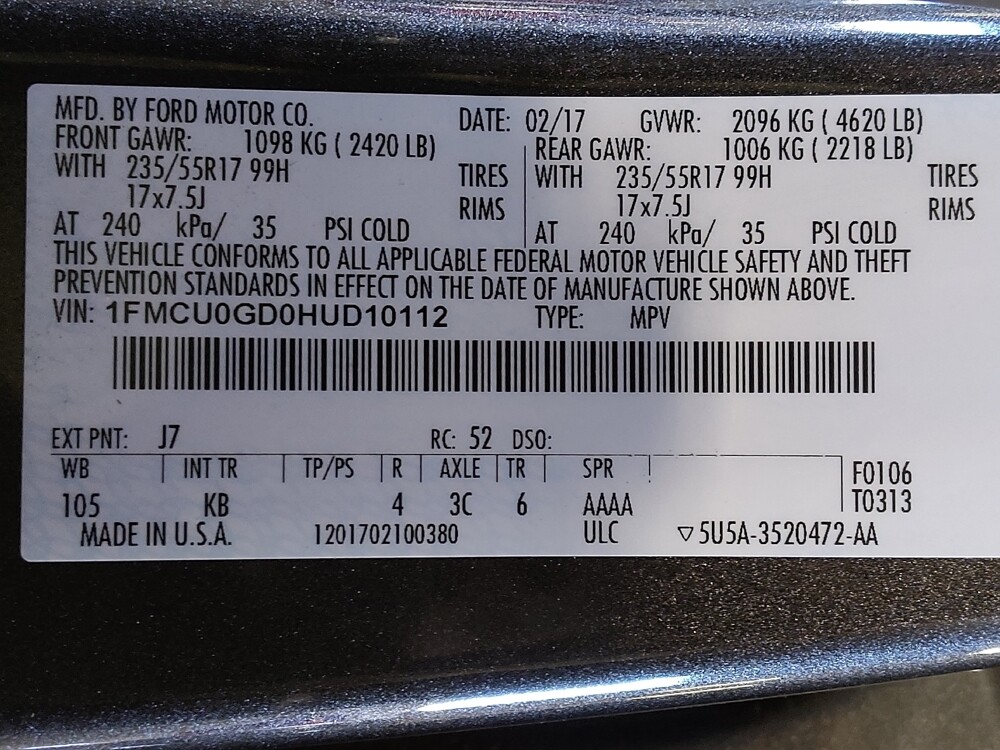 MFD. BY FORD MOTOR CO. DATE: 02/17 GVWR: 2096 KG ( 4620 LB)
FRONT GAWR: 1098 KG ( 2420 LB) REAR GAWR: 1006 KG ( 2218 LB)
WITH 235/55R17 99H TIRES WITH 235/55R17 99H TIRES
17x7.5J RIMS 17x7.5J RIMS
AT 240 kPa/ 35 PSI COLD AT 240 kPa/ 35 PSI COLD
THIS VEHICLE CONFORMS TO ALL APPLICABLE FEDERAL MOTOR VEHICLE SAFETY AND THEFT
PREVENTION STANDARDS IN EFFECT ON THE DATE OF MANUFACTURE SHOWN ABOVE.
VIN: 1FMCU0GD0HUD10112 TYPE: MPV
EXT PNT: J7 RC: 52 DSO:
WB INT TR TP/PS R AXLE TR SPR F0106
105 KB 4 3C 6 AAAA T0313
MADE IN U.S.A. 1201702100380 ULC ▽5U5A-3520472-AA